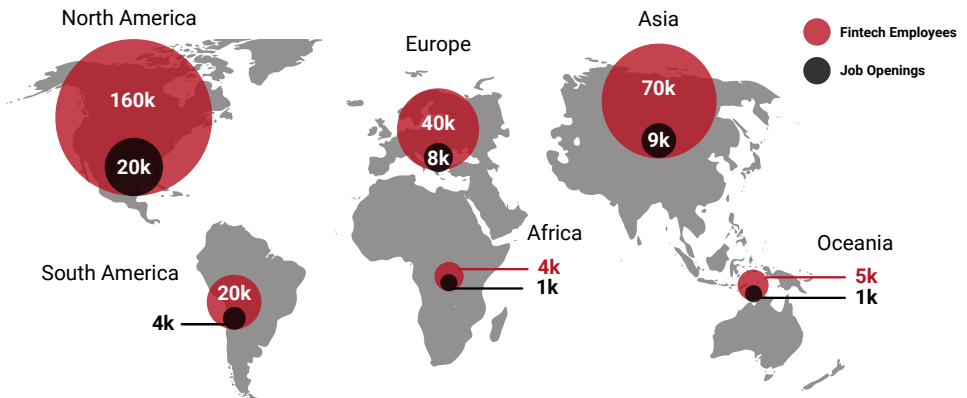 North America
160k
20k
Europe
40k
8k
Asia
70k
9k
Fintech Employees
Job Openings
South America
20k
4k
Africa
4k
1k
Oceania
5k
1k